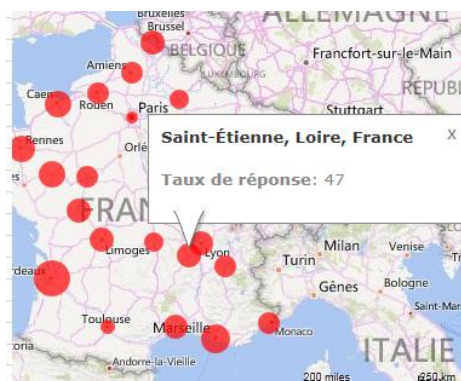 Bruxelles
Brussel
ALLEMAGNE
BELGIQUE
Francfort-sur-le-Main
Amiens
LUXEMBOURG
RÉPUBL
Caen
Rouen
Paris
Stuttgart
Saint-Étienne, Loire, France
X
Rennes
Orlé
Taux de réponse: 47
FRAN
Limoges
Lyon
Milan
Venise
Turin
rdeaux
Gênes
Bologne
Saint-Mar
Toulouse
Marseille
Monaco
ITALIE
Andorre-la-Vieille
200 miles
250 km